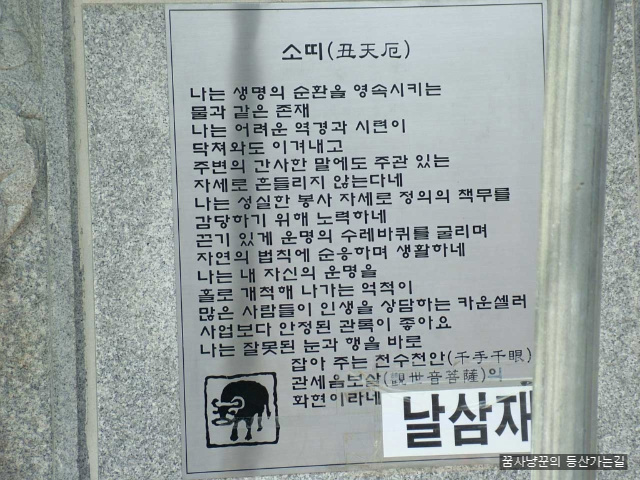 소띠(丑天厄)
나는 생명의 순환을 영속시키는
물과 같은 존재
나는 어려운 역경과 시련이
닥쳐와도 이겨내고
주변의 간사한 말에도 주관 있는
자세로 흔들리지 않는다네
나는 성실한 봉사 자세로 정의의 책무를
감당하기 위해 노력하네
끈기 있게 운명의 수레바퀴를 굴리며
자연의 법칙에 순응하며 생활하네
나는 내 자신의 운명을
홀로 개척해 나가는 억척이
많은 사람들이 인생을 상담하는 카운셀러
사업보다 안정된 관록이 좋아요
나는 잘못된 눈과 행을 바로
잡아 주는 천수천안(千手千眼)
관세음보살(觀世音菩薩)의
화현이라네
날삼재
꿈사냥꾼의 등산가는길